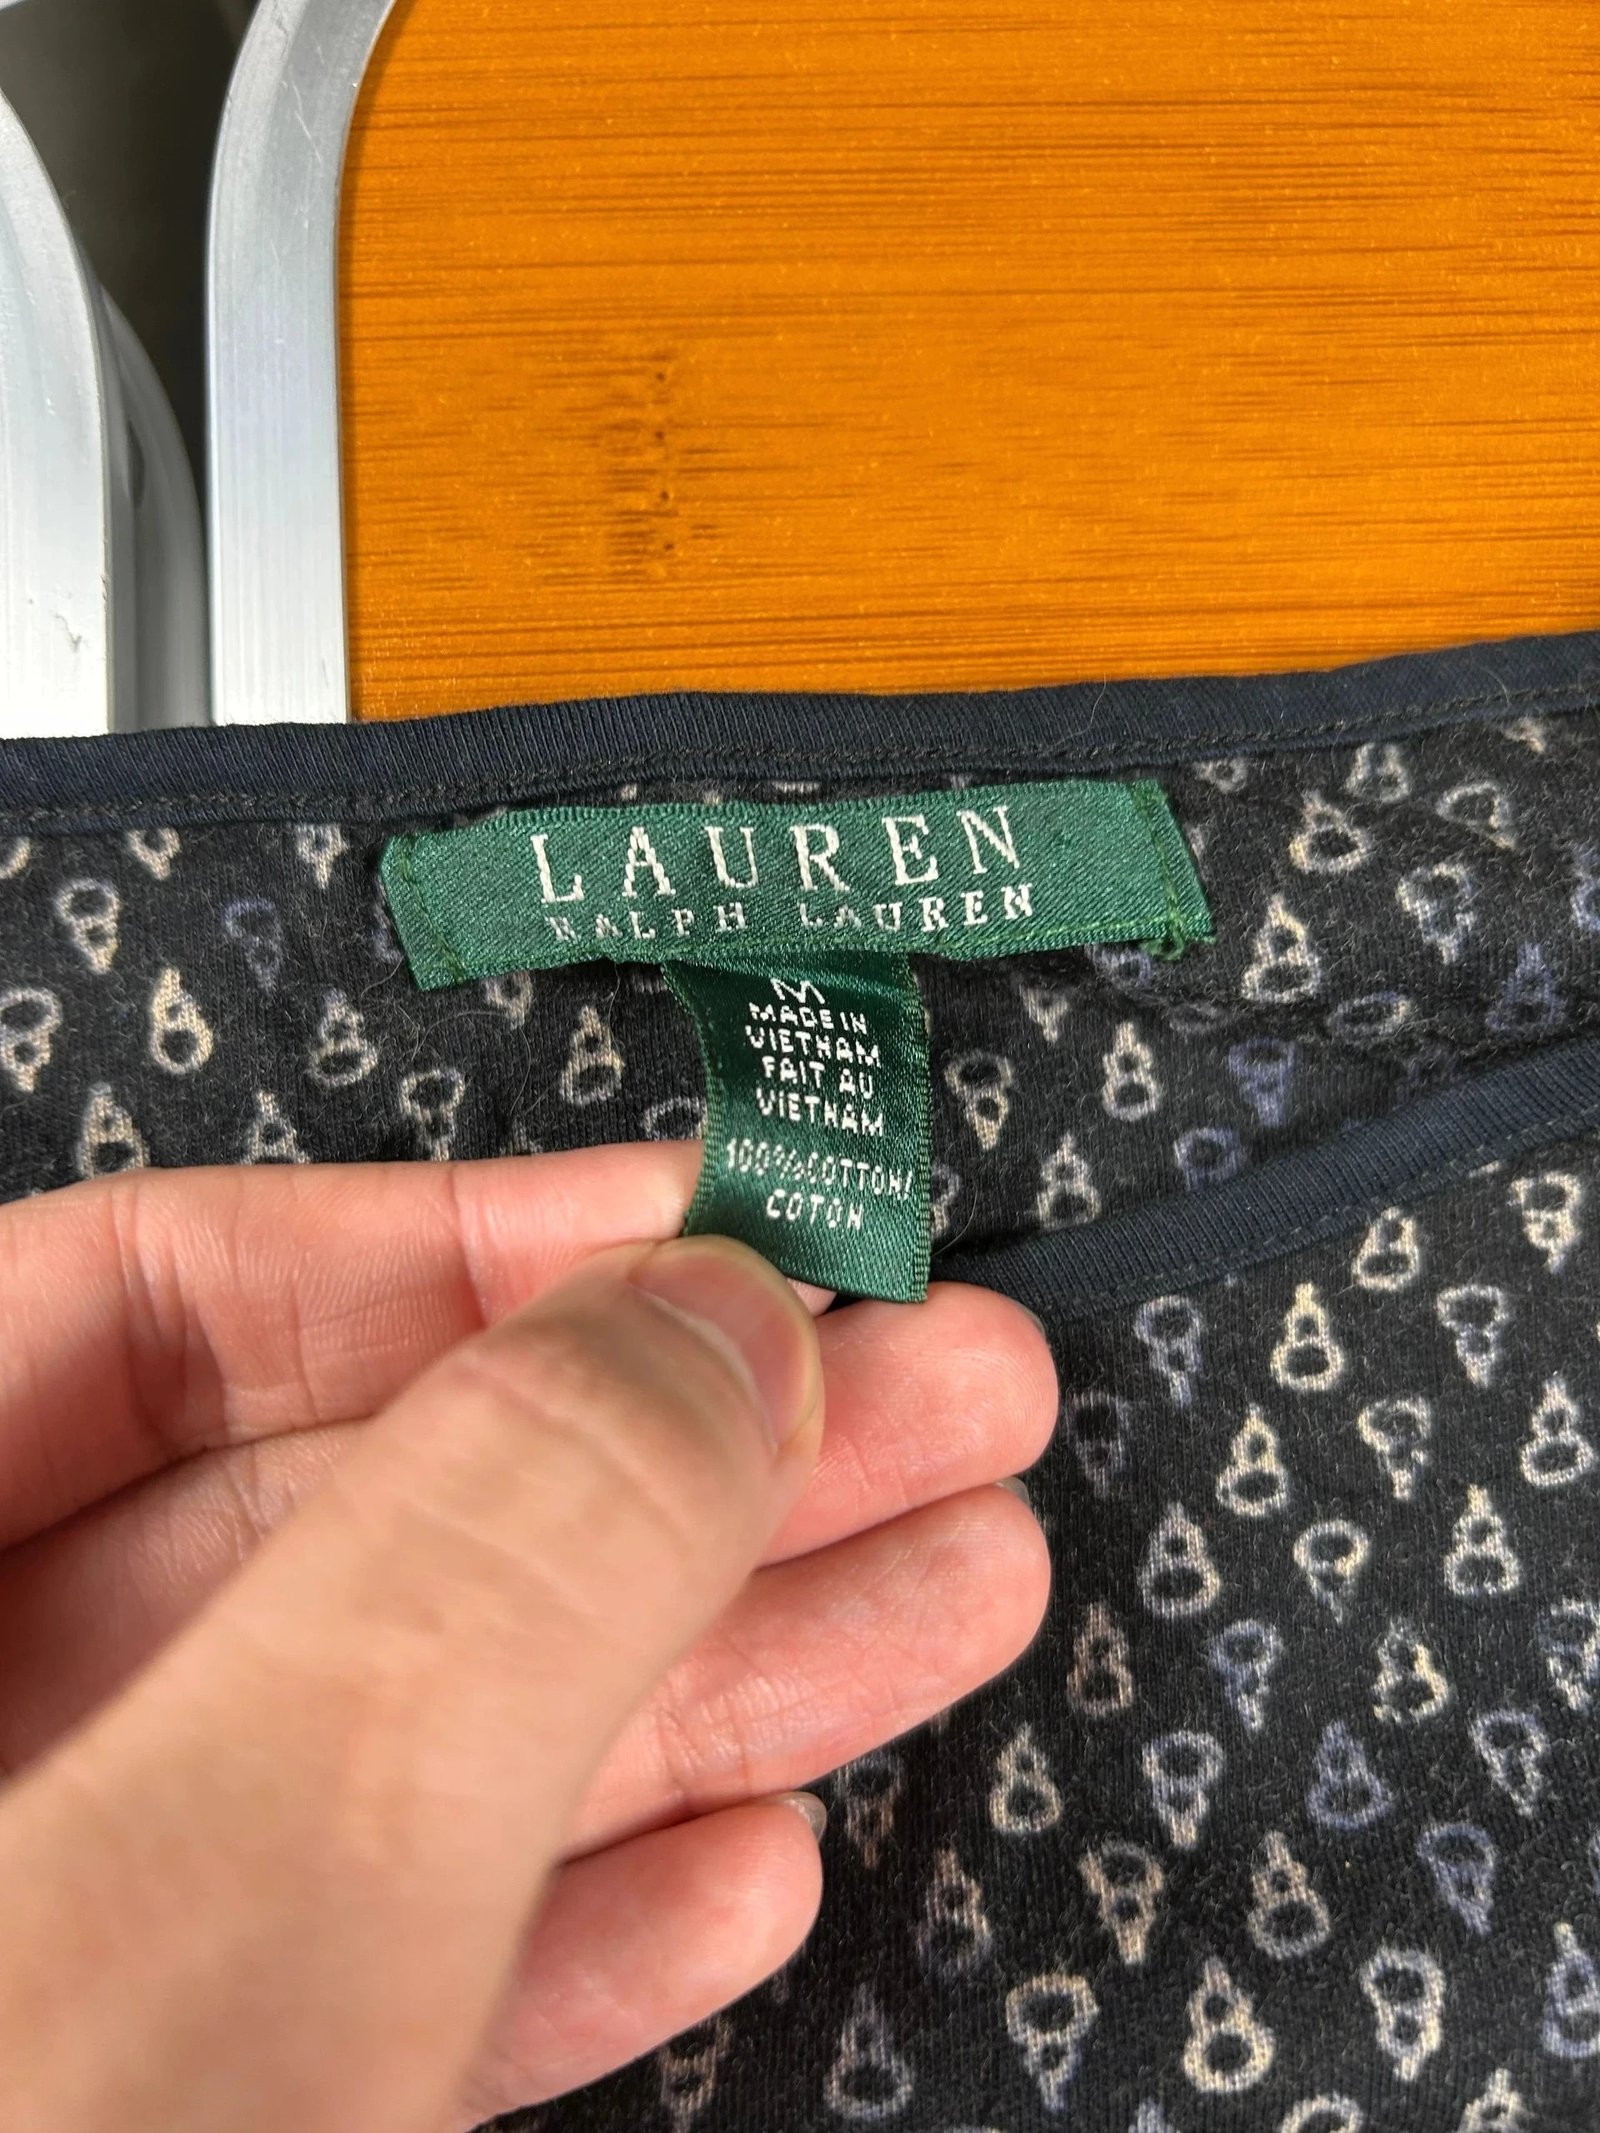 LAUREN
RALPH LAUREN
M
MADE IN
VIETNAM
FAIT AU
VIETNAM
100%COTTON/
COTON